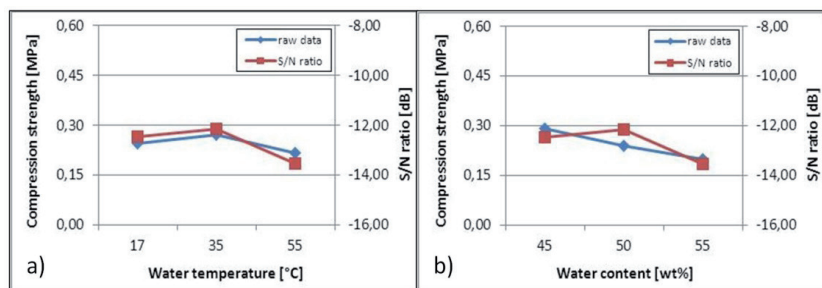 0,60
0,45
0,30
0,15
0,00
Compression strength [MPa]
raw data
S/N ratio
-8,00
-10,00
-12,00
-14,00
-16,00
S/N ratio [dB]
17 35 55
Water temperature [°C]
a)
0,60
0,45
0,30
0,15
0,00
Compression strength [MPa]
raw data
S/N ratio
-8,00
-10,00
-12,00
-14,00
-16,00
S/N ratio [dB]
45 50 55
Water content [wt%]
b)